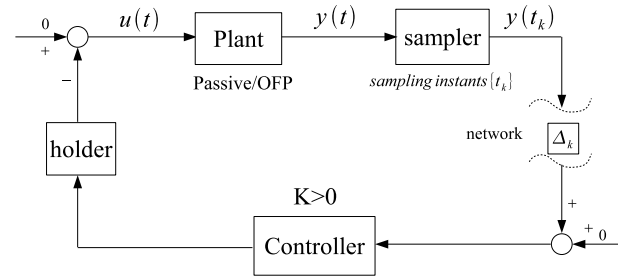 0
u(t)
y(t)
y(t_k)
+
Plant
sampler
−
Passive/OFP
sampling instants{t_k}
network
Δ_k
holder
K>0
+
+
0
Controller